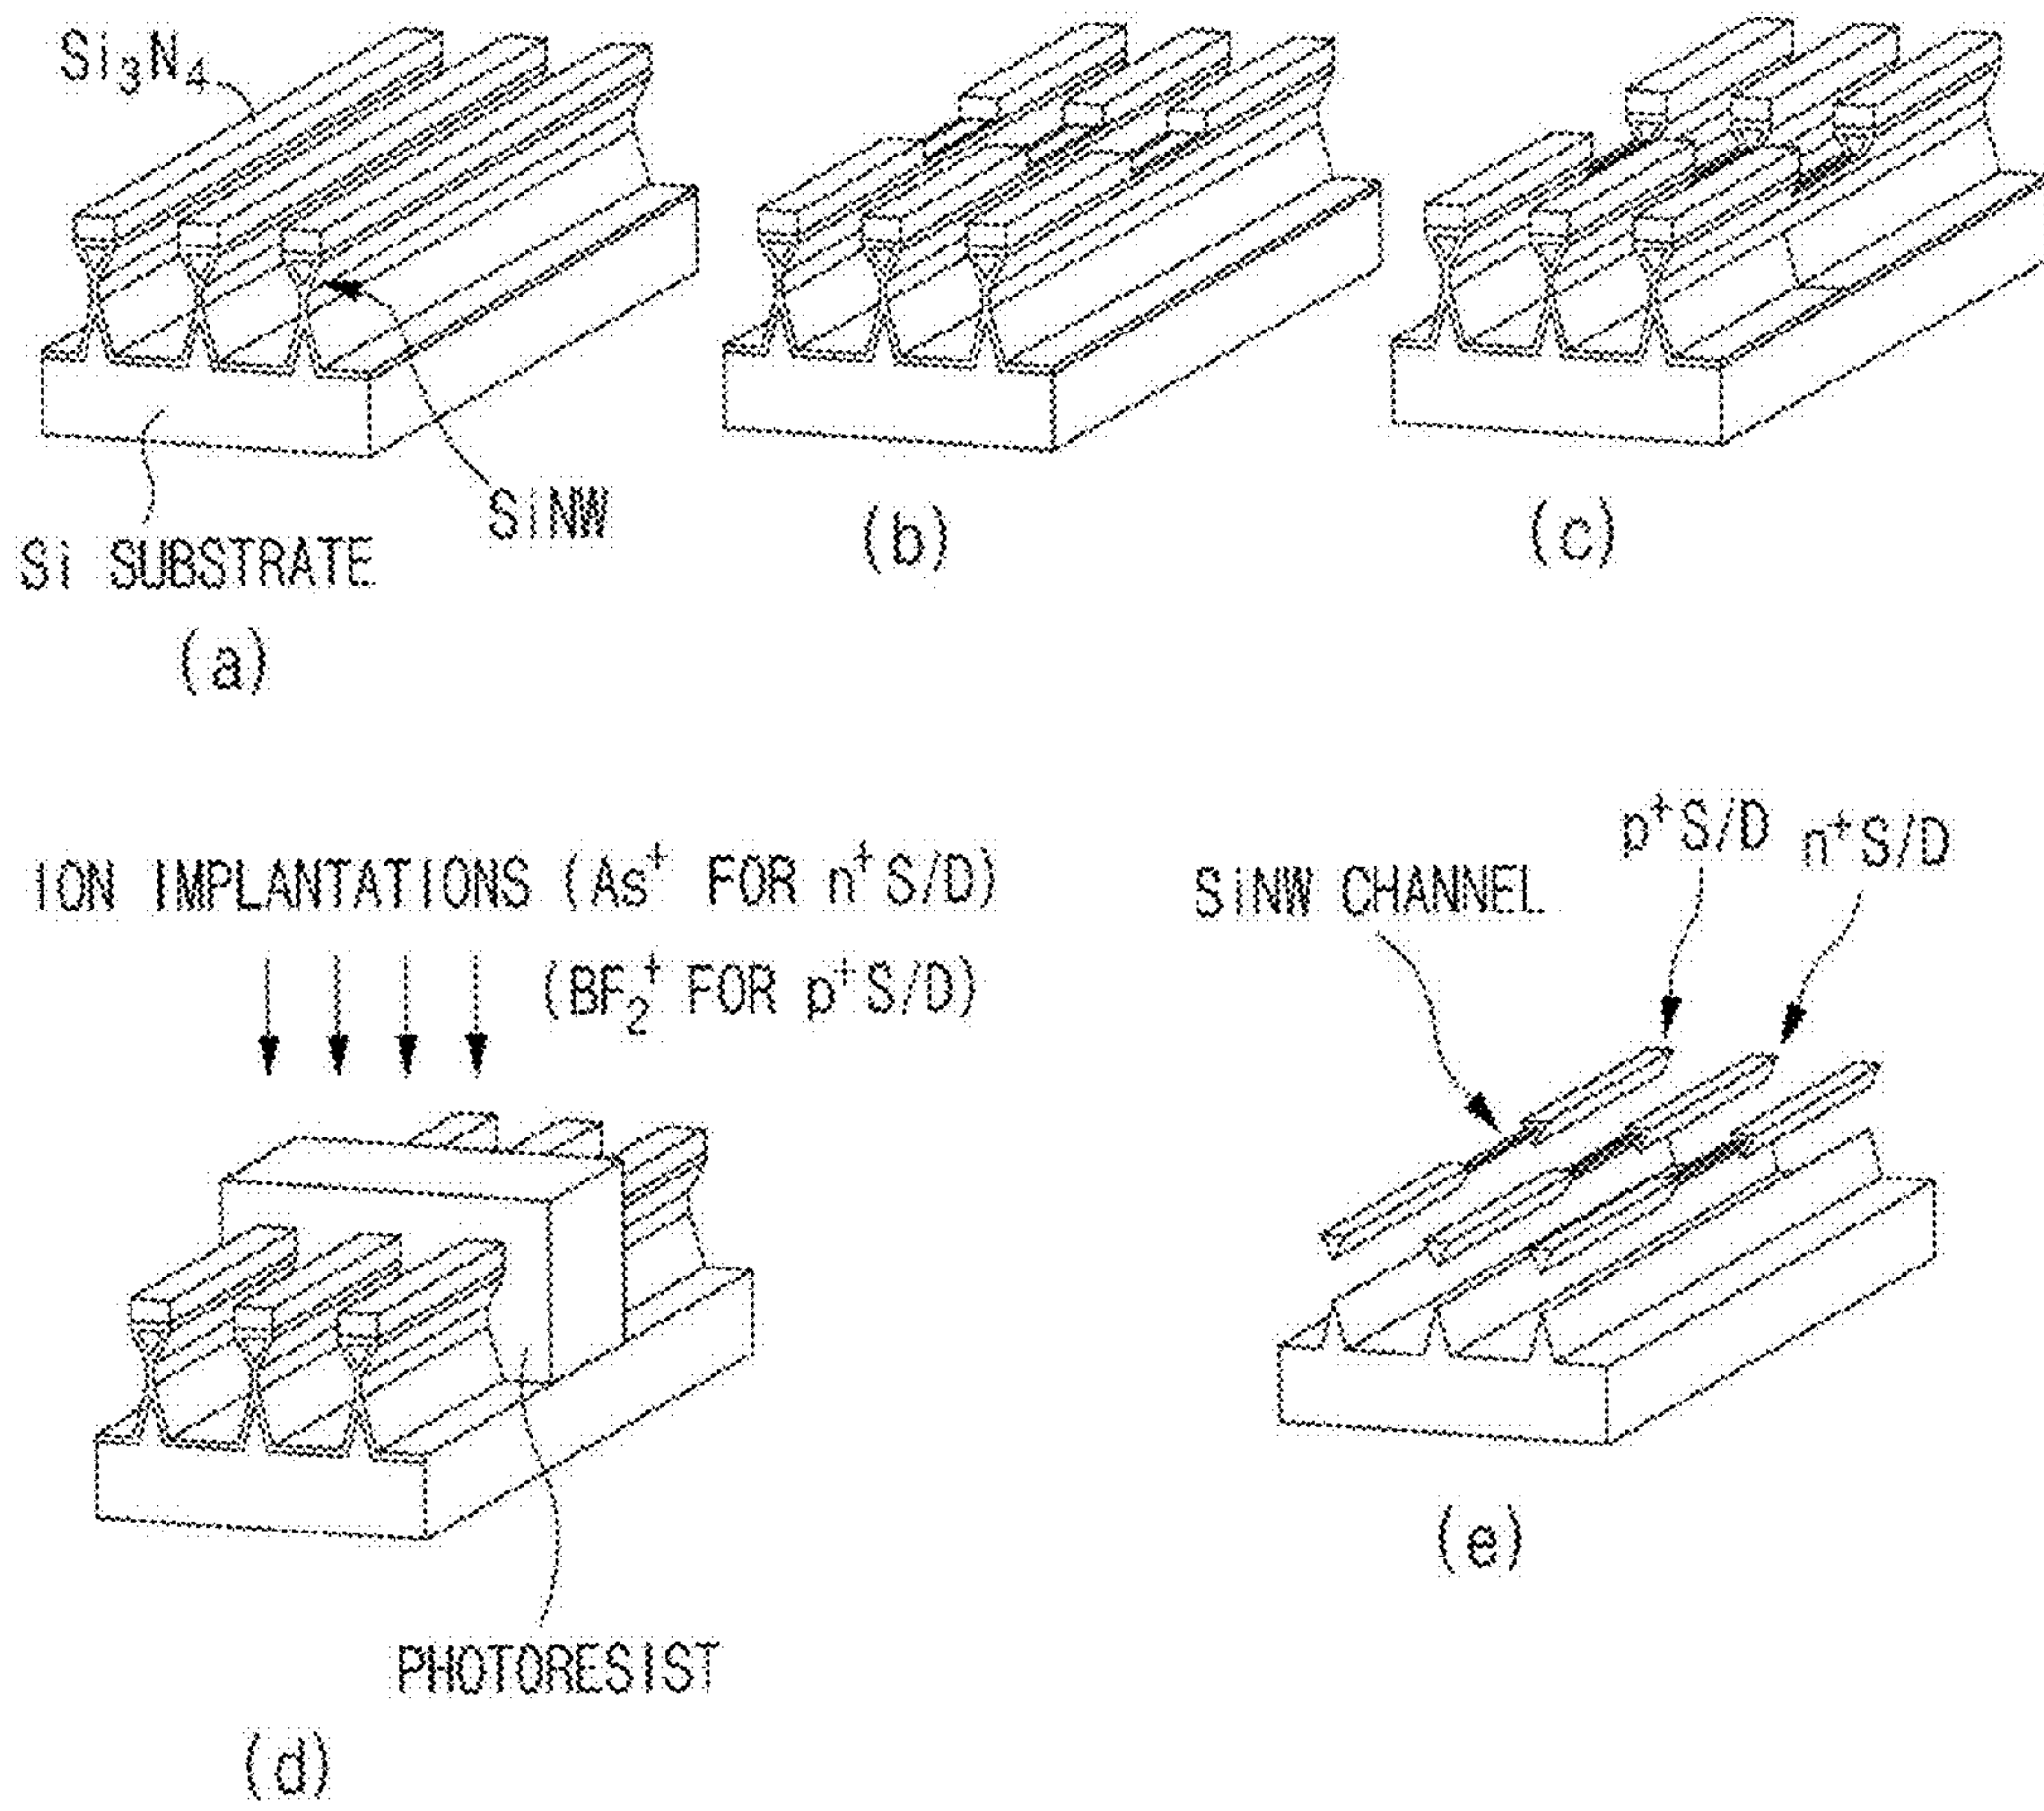 Si₃N₄
SiNW
Si SUBSTRATE
(a)
(b)
(c)
ION IMPLANTATIONS (As⁺ FOR n⁺S/D)
(BF₂⁺ FOR p⁺S/D)
PHOTORESIST
(d)
SiNW CHANNEL
p⁺S/D
n⁺S/D
(e)